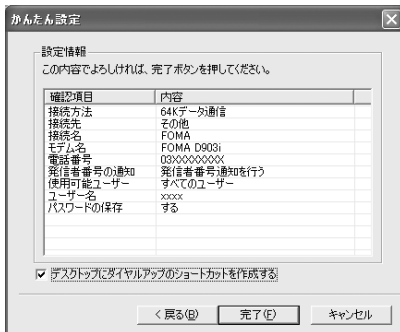 かんたん設定
設定情報
この内容でよろしければ、完了ボタンを押してください。
確認項目 内容
接続方法 64Kデータ通信
接続先 その他
接続名 FOMA
モデム名 FOMA D903i
電話番号 03XXXXXXXX
発信者番号の通知 発信者番号通知を行う
使用可能ユーザー すべてのユーザー
ユーザー名 xxxx
パスワードの保存 する
デスクトップにダイヤルアップのショートカットを作成する
< 戻る(B) 完了(F) キャンセル